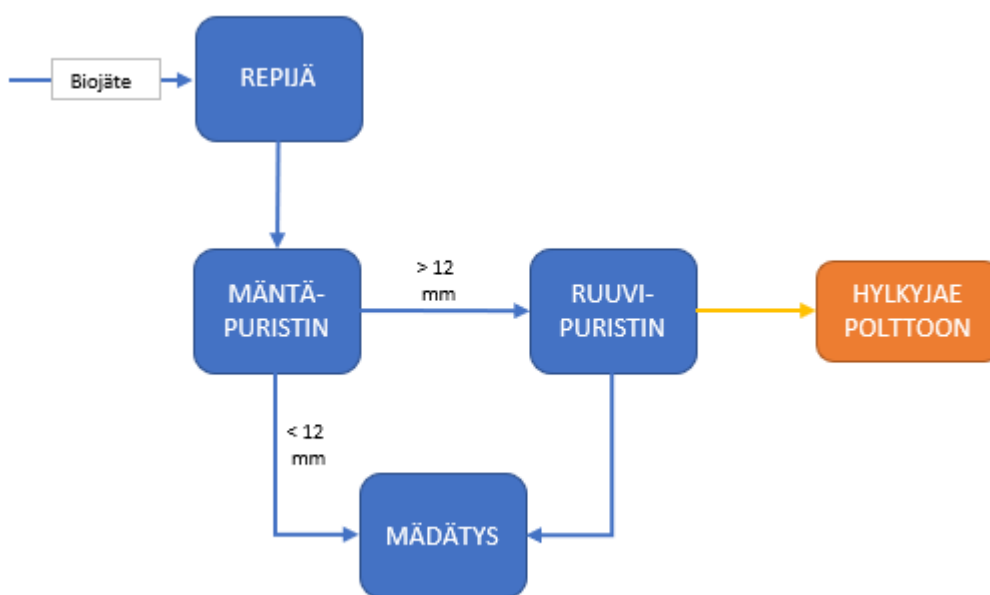 Biojäte
REPIJÄ
MÄNTÄ-
PURISTIN
> 12
mm
RUUVI-
PURISTIN
HYLKYJAE
POLTTOON
< 12
mm
MÄDÄTYS